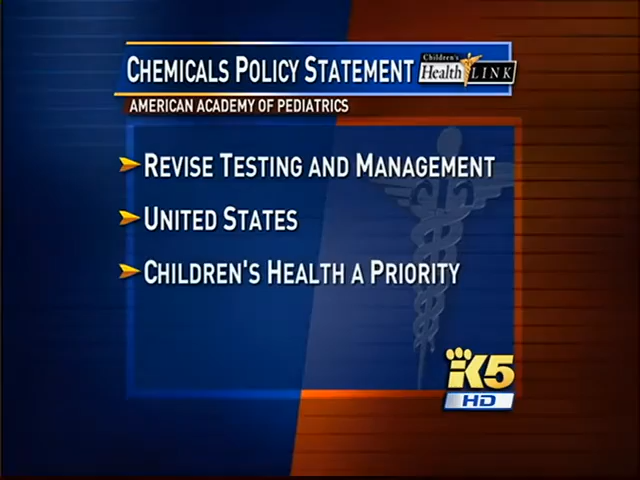 CHEMICALS POLICY STATEMENT
Children's
Health LINK
AMERICAN ACADEMY OF PEDIATRICS
REVISE TESTING AND MANAGEMENT
UNITED STATES
CHILDREN'S HEALTH A PRIORITY
K5
HD